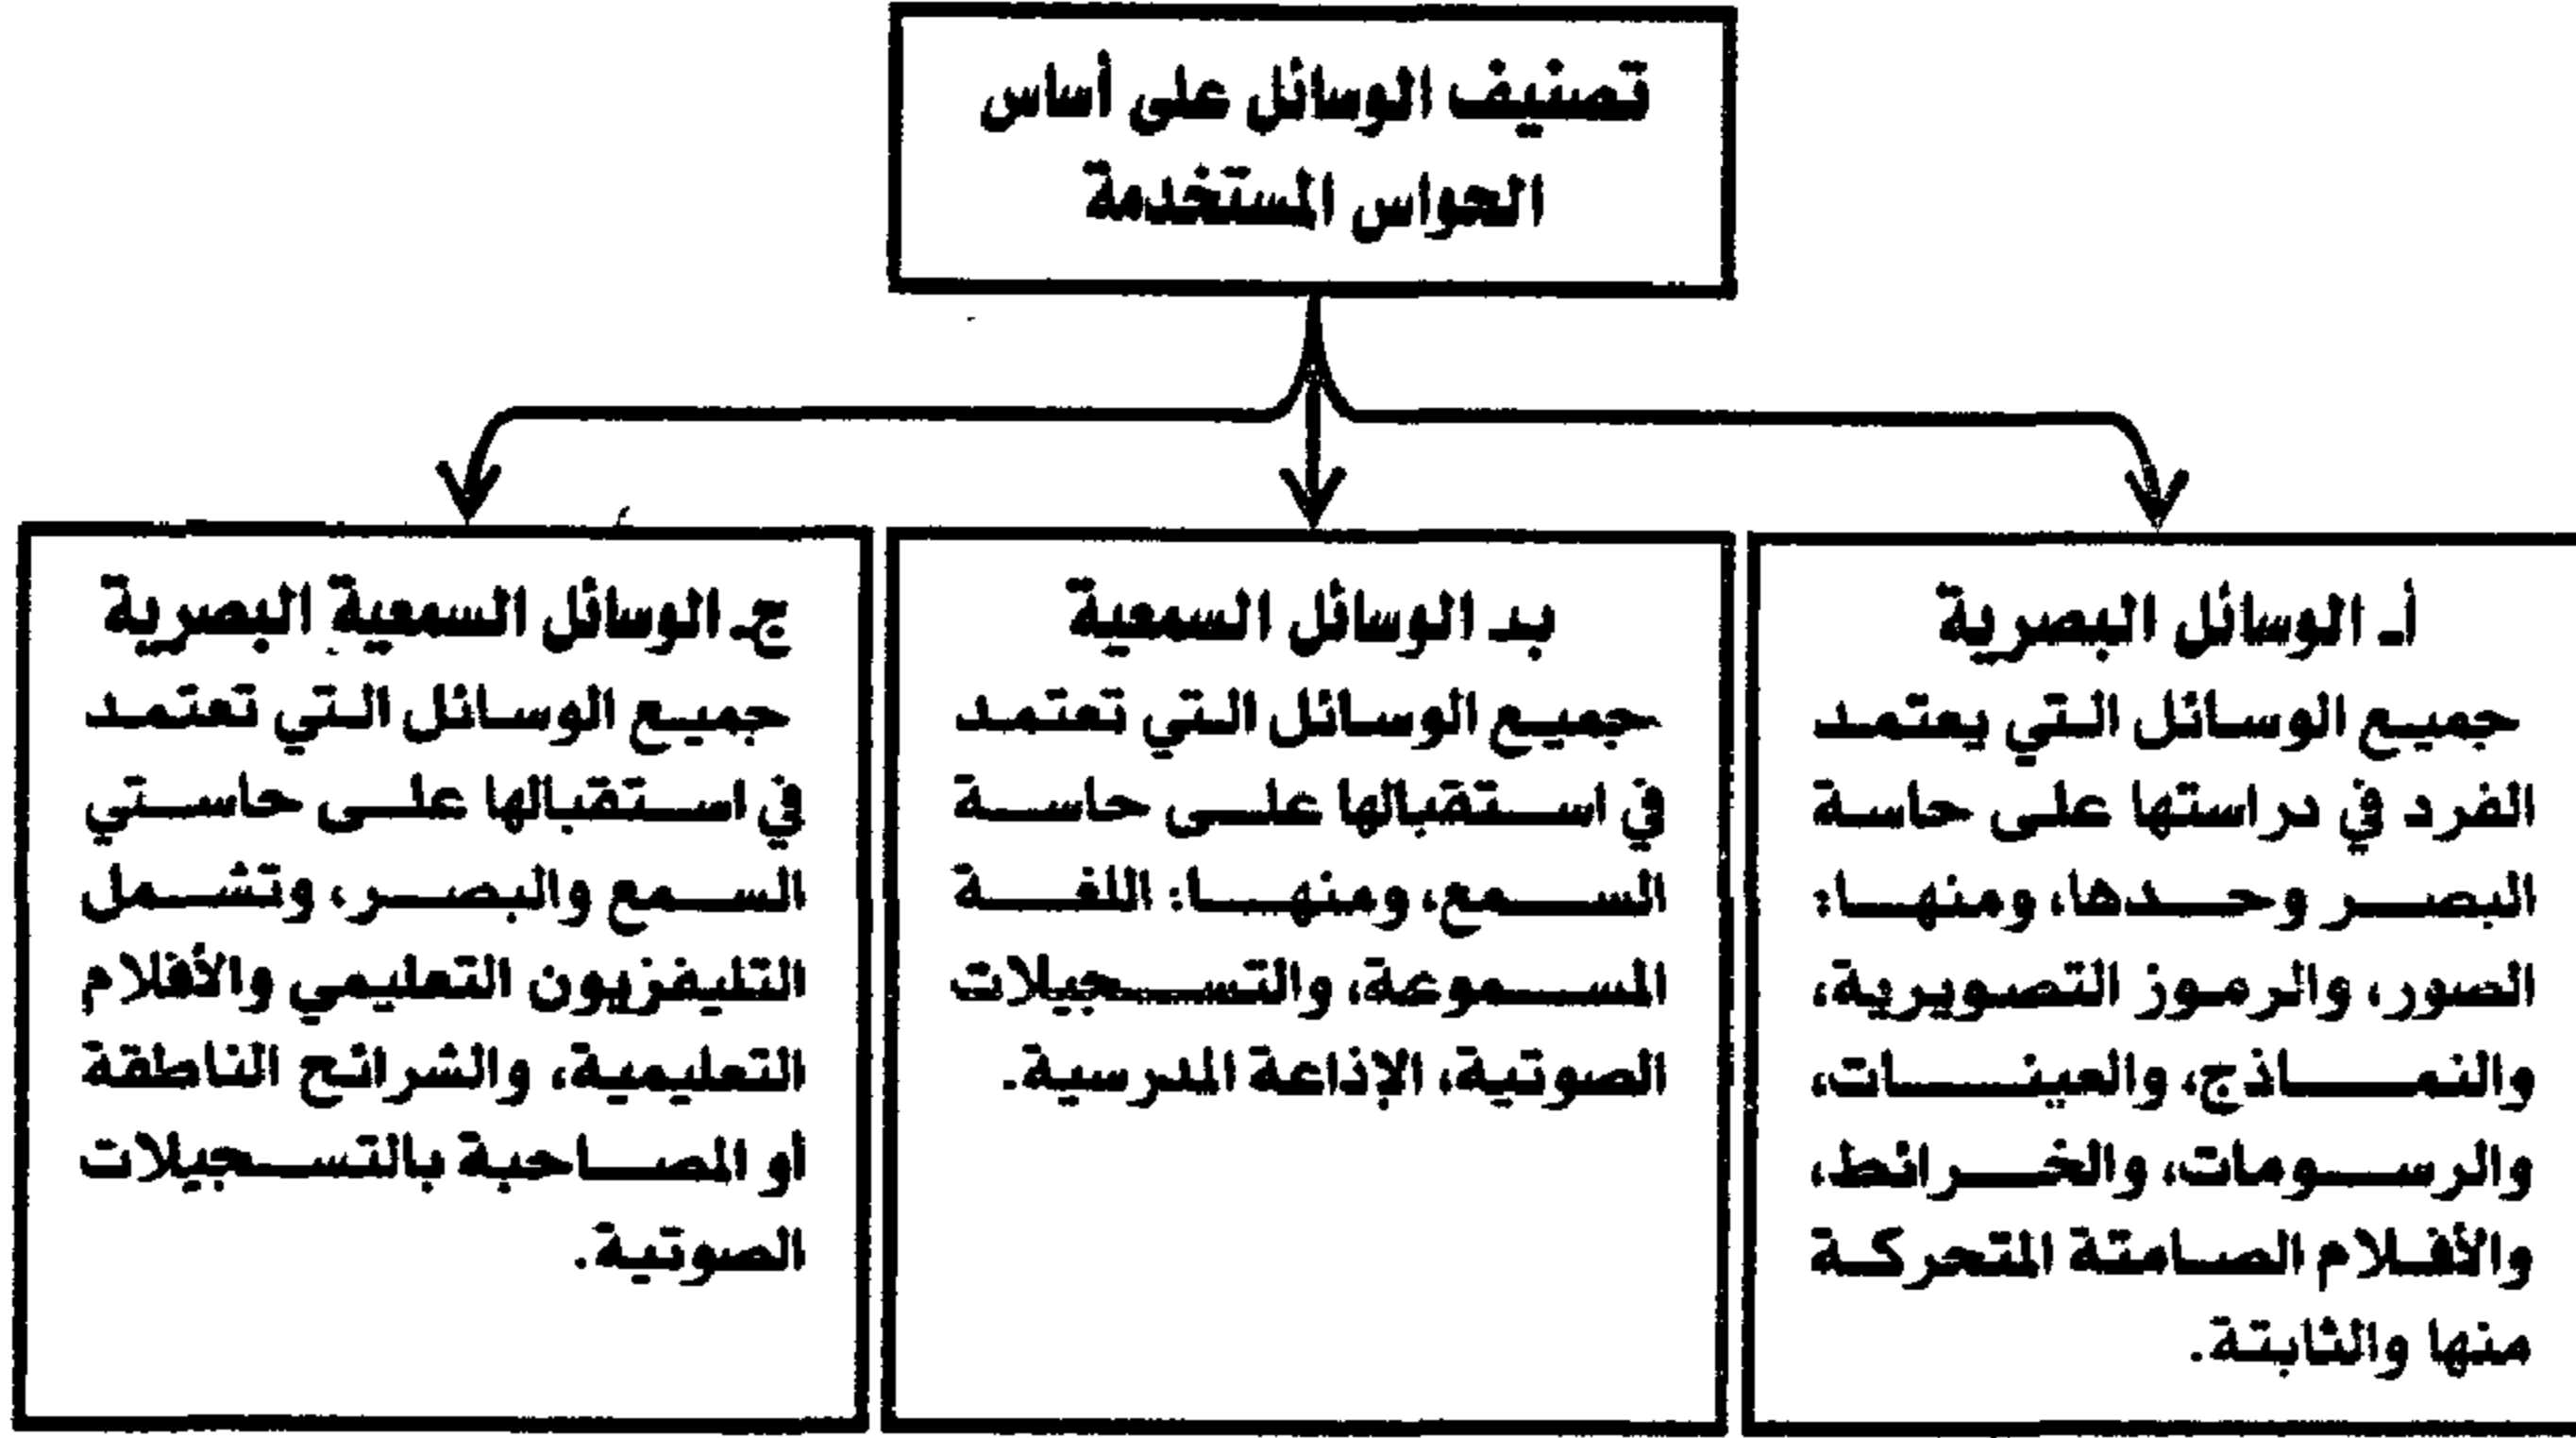 تصنيف الوسائل على أساس
الحواس المستخدمة
أـ الوسائل البصرية
جميع الوسائل التي يعتمد
الفرد في دراستها على حاسة
البصر وحدها، ومنها:
الصور، والرموز التصويرية،
والنماذج، والعينات،
والرسومات، والخرائط،
والأفلام الصامتة المتحركة
منها والثابتة.
بـ الوسائل السمعية
جميع الوسائل التي تعتمد
في استقبالها على حاسة
السمع، ومنها: اللغة
المسموعة، والتسجيلات
الصوتية، الإذاعة المدرسية.
جـ الوسائل السمعية البصرية
جميع الوسائل التي تعتمد
في استقبالها على حاستي
السمع والبصر، وتشمل
التليفزيون التعليمي والأفلام
التعليمية، والشرائح الناطقة
أو المصاحبة بالتسجيلات
الصوتية.